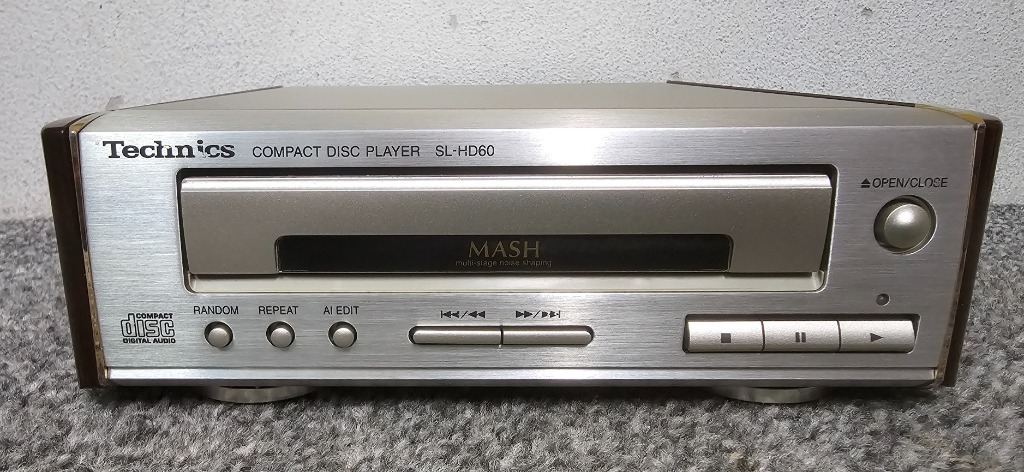 Technics COMPACT DISC PLAYER SL-HD60
⏏OPEN/CLOSE
MASH
multi-stage noise shaping
RANDOM REPEAT AI EDIT
COMPACT
disc
DIGITAL AUDIO